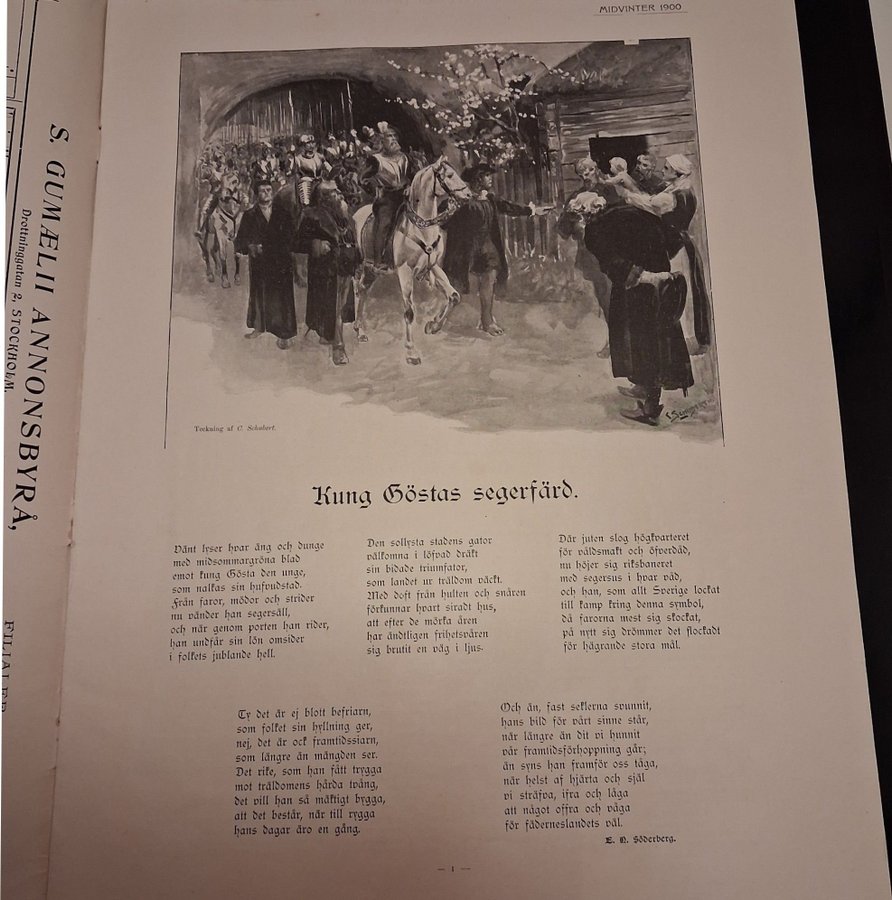 MIDVINTER 1900
S. GUMÆLII ANNONSBYRÅ,
Drottninggatan 2, STOCKHOLM.
FILIALER
Teckning af C. Schubert.
Kung Göstas segerfärd.
Vänt lyser hvar äng och dunge
med midsommargröna blad
emot kung Gösta den unge,
som nalkas sin hufvudstad.
Från faror, mödor och strider
nu vänder han segersäll,
och när genom porten han rider,
han undfår sin lön omsider
i folkets jublande hell.
Den sollysta stadens gator
välkomna i löfvad dräkt
sin bidade triumfator,
som landet ur träldom väckt.
Med doft från hulten och snåren
förkunnar hvart siradt hus,
att efter de mörka åren
har ändtligen frihetsvåren
sig brutit en väg i ljus.
Där juten slog högkvarteret
för våldsmakt och öfverdåd,
nu höjer sig riksbaneret
med segersus i hvar våd,
och han, som allt Sverige lockat
till kamp kring denna symbol,
då farorna mest sig skockat,
på nytt sig drömmer det flockadt
för hägrande stora mål.
Ty det är ej blott befriarn,
som folket sin hyllning ger,
nej, det är ock framtidssiarn,
som längre än mängden ser.
Det rike, som han fått trygga
mot träldomens hårda tvång,
det vill han så mäktigt bygga,
att det består, när till rygga
hans dagar äro en gång.
Och än, fast seklerna svunnit,
hans bild för vårt sinne står,
när längre än dit vi hunnit
vår framtidsförhoppning går;
än syns han framför oss tåga,
när helst af hjärta och själ
vi sträfva, ifra och låga
att något offra och våga
för fäderneslandets väl.
E. N. Söderberg.
— 1 —